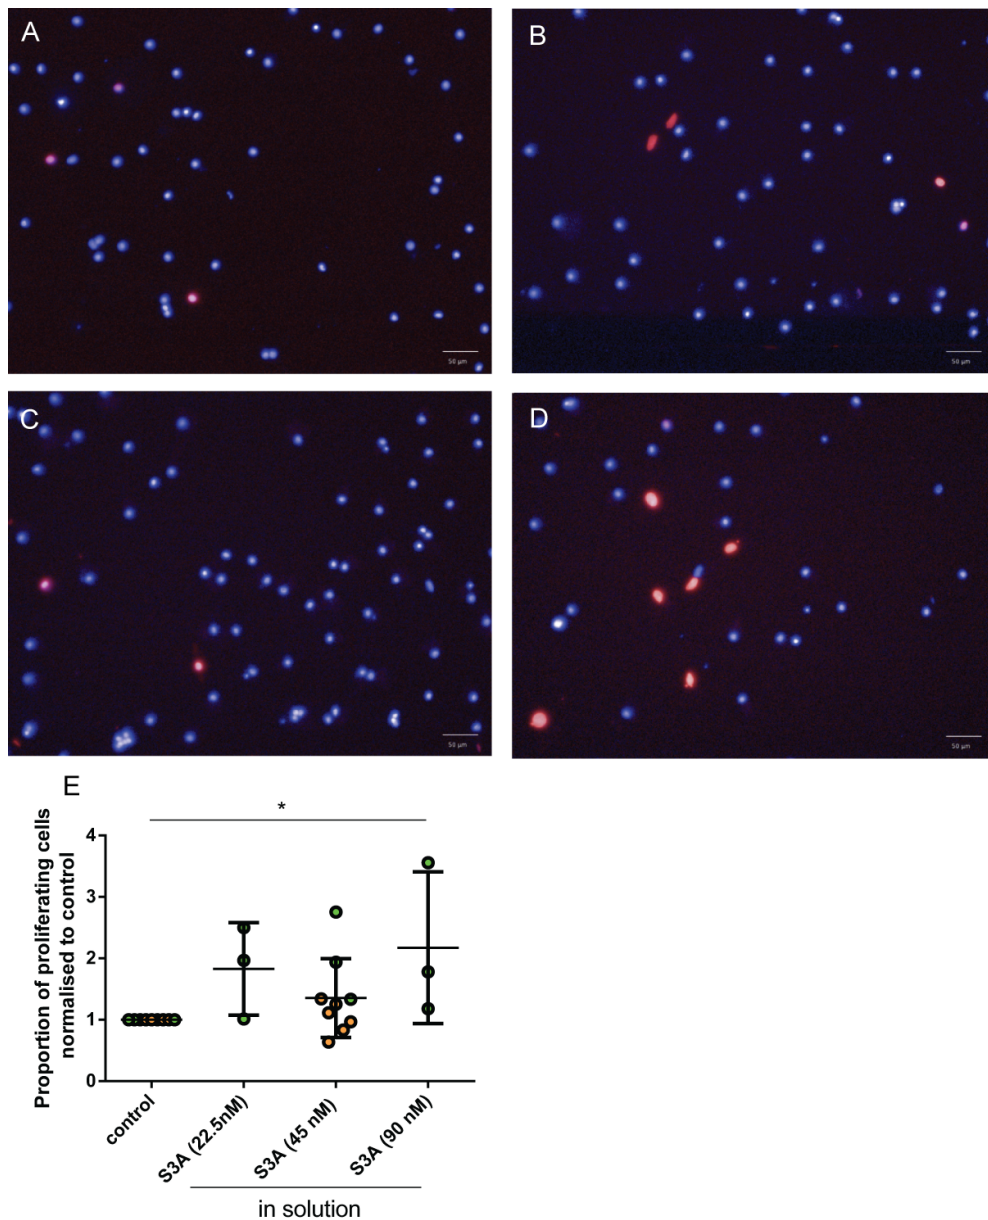 A
B
50 µm
50 µm
C
D
50 µm
50 µm
E
*
Proportion of proliferating cells
normalised to control
4
3
2
1
0
control
S3A (22.5nM)
S3A (45 nM)
S3A (90 nM)
in solution